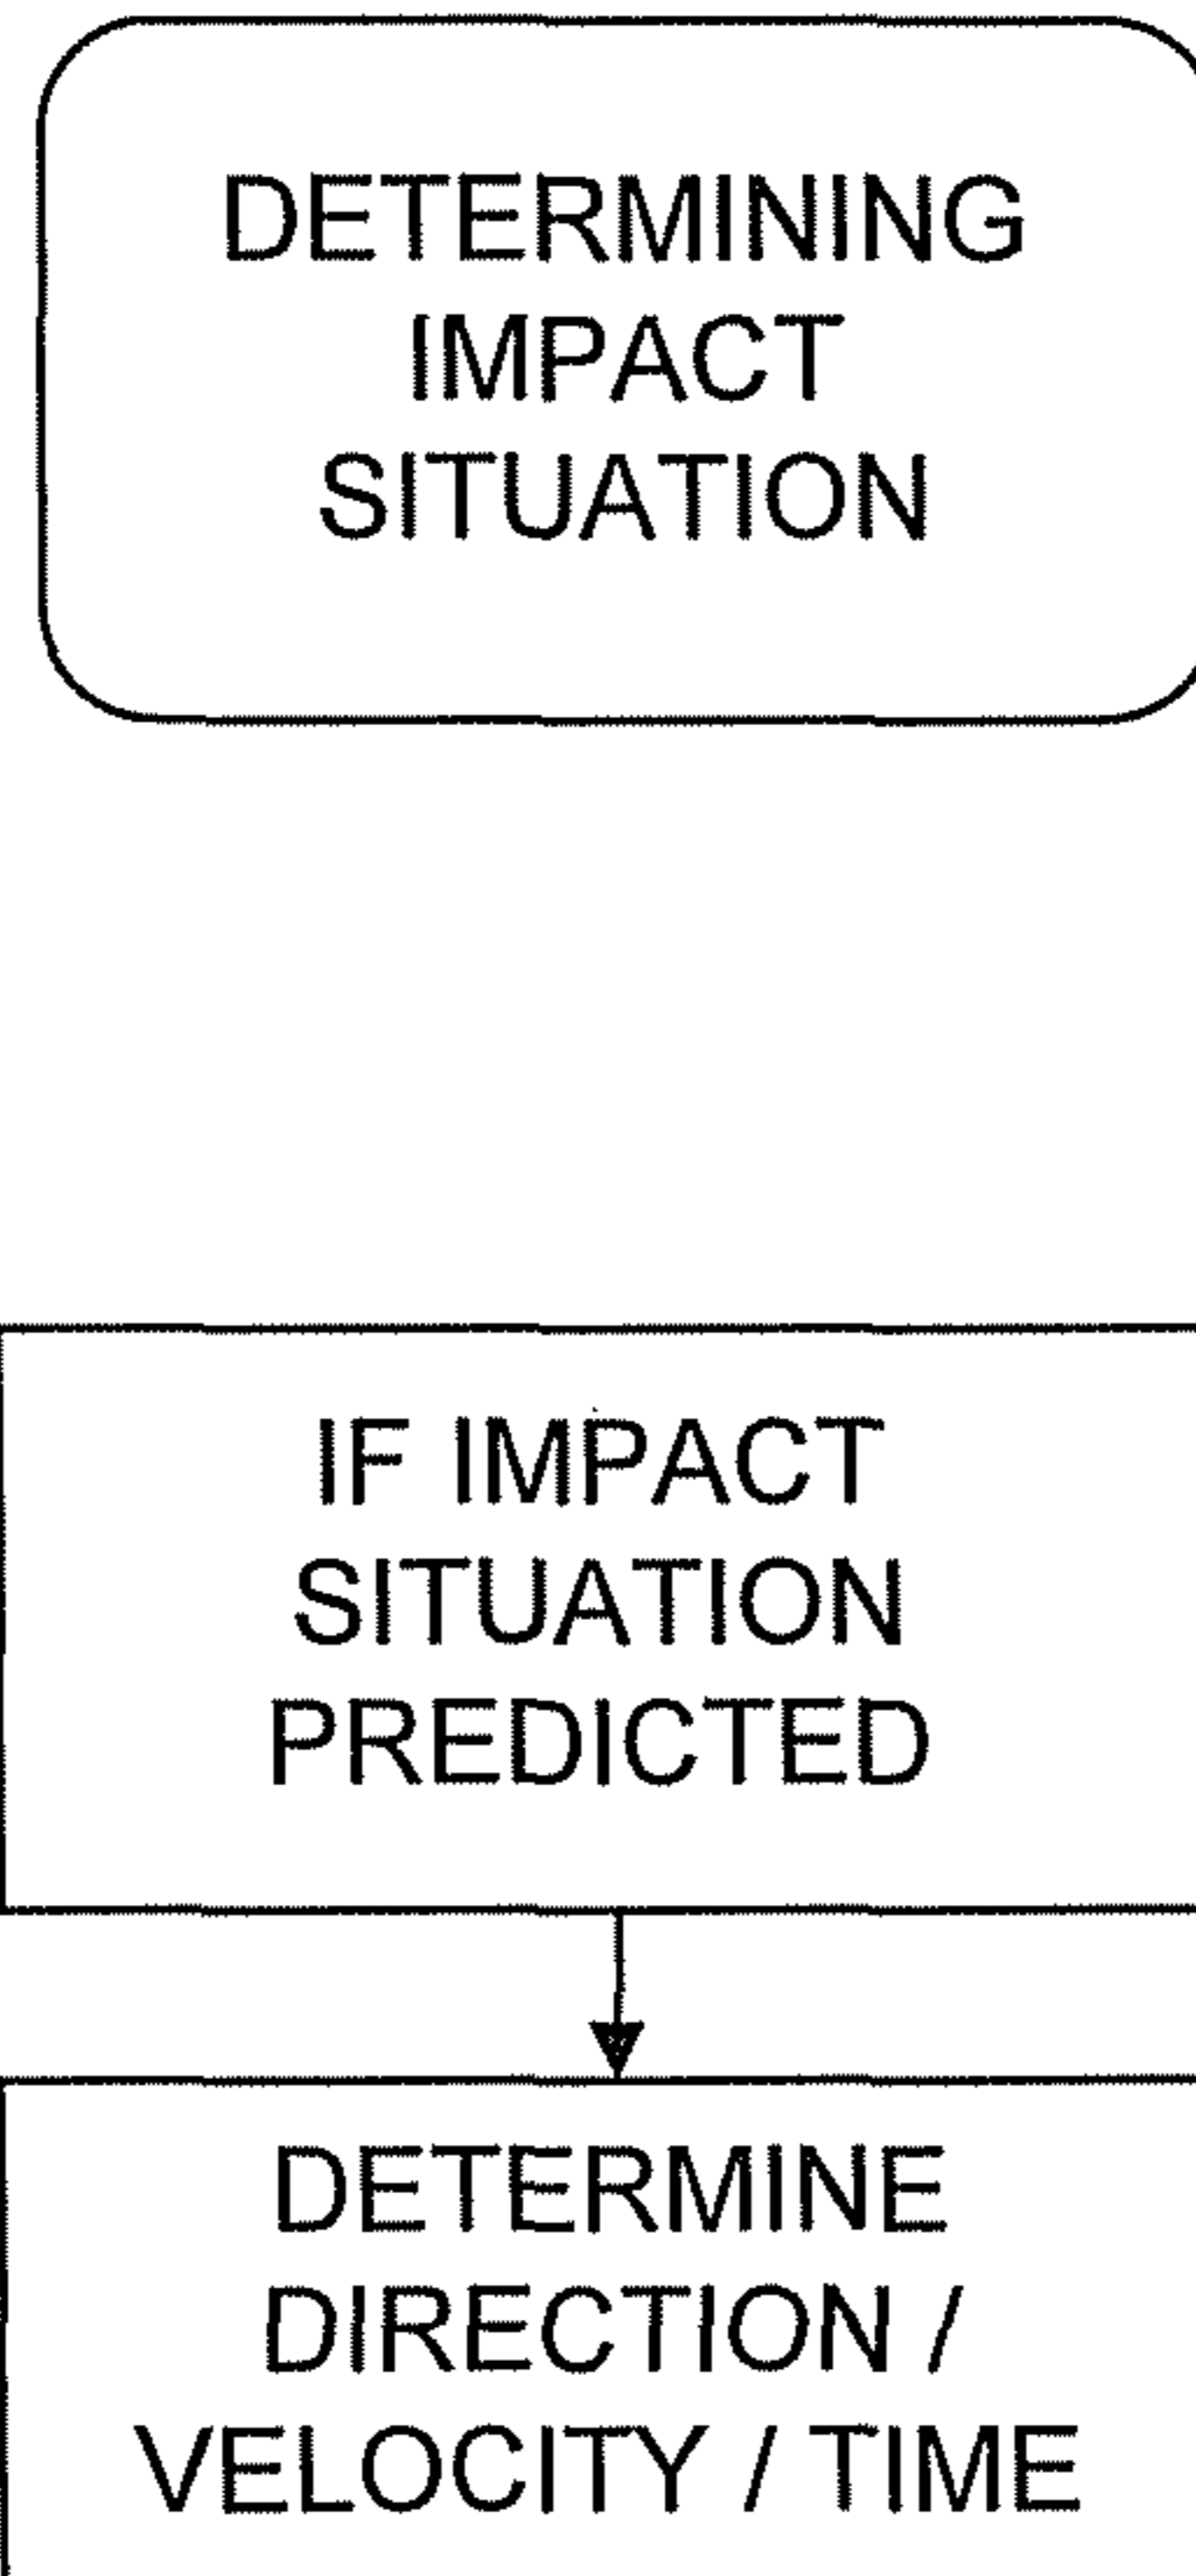 DETERMINING
IMPACT
SITUATION
IF IMPACT
SITUATION
PREDICTED
DETERMINE
DIRECTION /
VELOCITY / TIME